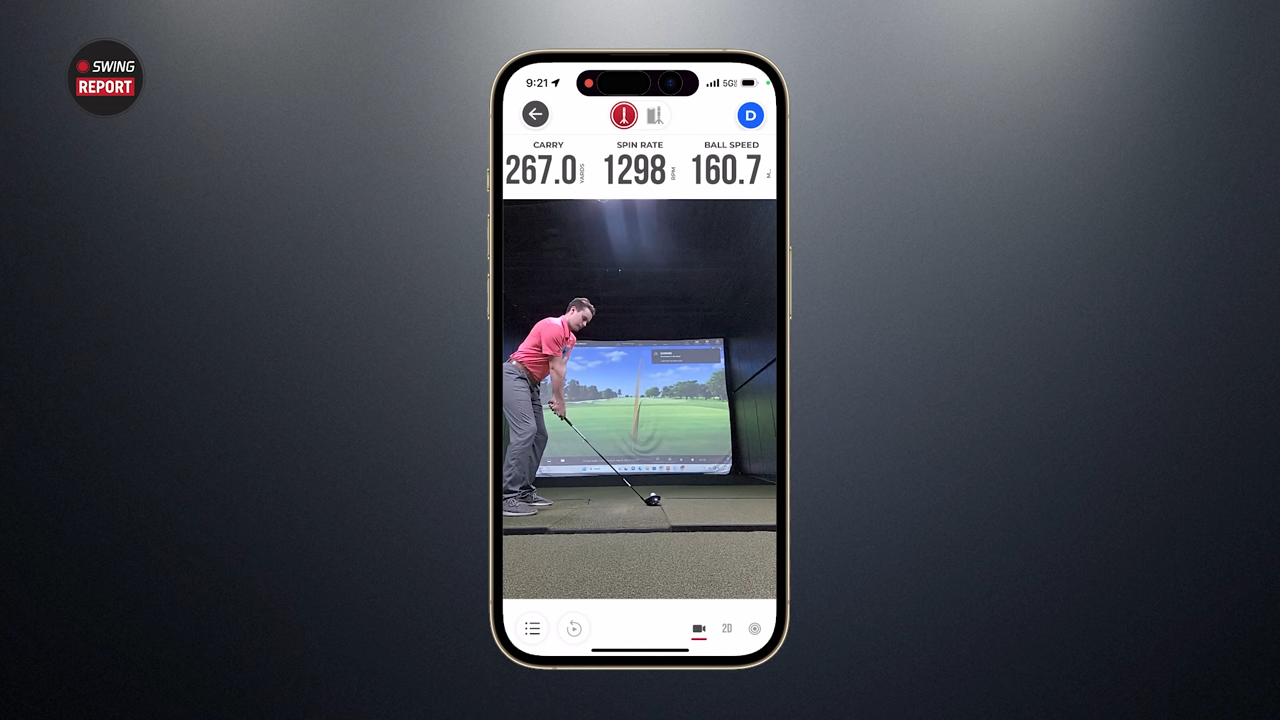 SWING
REPORT
9:21
5G
D
CARRY
SPIN RATE
BALL SPEED
267.0 YARDS
1298 RPM
160.7 M...
2D